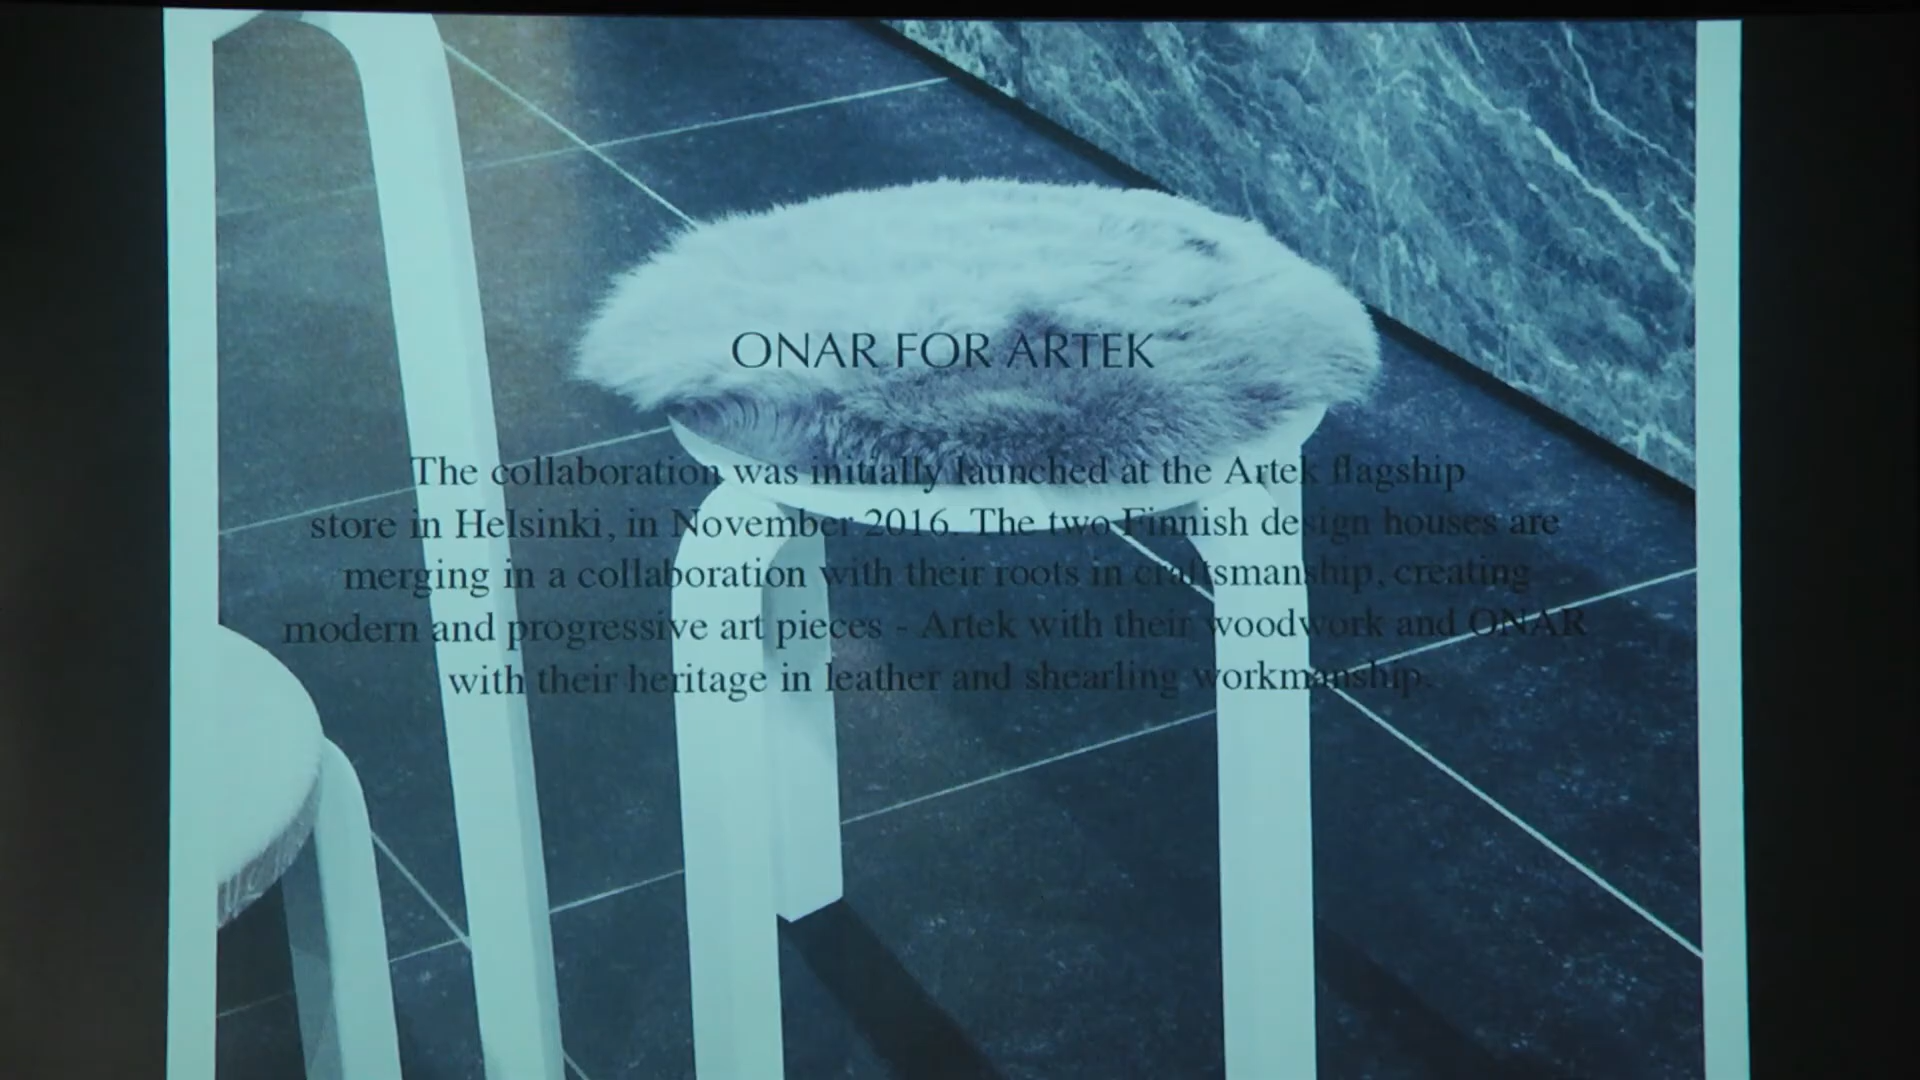 ONAR FOR ARTEK
The collaboration was initially launched at the Artek flagship
store in Helsinki, in November 2016. The two Finnish design houses are
merging in a collaboration with their roots in craftsmanship, creating
modern and progressive art pieces - Artek with their woodwork and ONAR
with their heritage in leather and shearling workmanship.